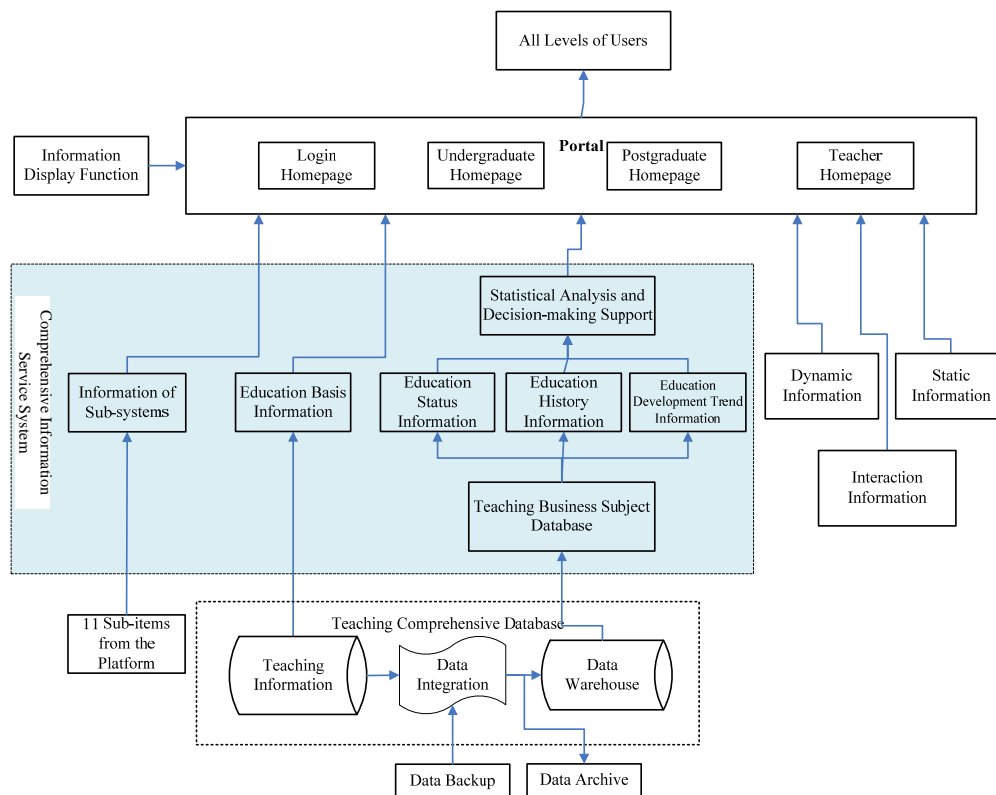 All Levels of Users
Portal
Information
Display Function
Login
Homepage
Undergraduate
Homepage
Postgraduate
Homepage
Teacher
Homepage
Comprehensive Information
Service System
Statistical Analysis and
Decision-making Support
Information of
Sub-systems
Education Basis
Information
Education
Status
Information
Education
History
Information
Education
Development Trend
Information
Dynamic
Information
Static
Information
Interaction
Information
Teaching Business Subject
Database
11 Sub-items
from the
Platform
Teaching Comprehensive Database
Teaching
Information
Data
Integration
Data
Warehouse
Data Backup
Data Archive